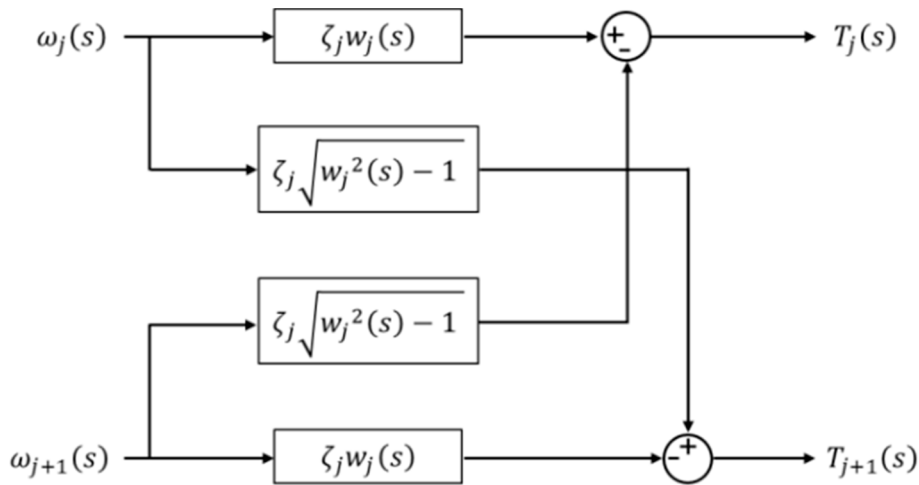 ω_j(s) ζ_j w_j(s) + - T_j(s)
ζ_j √(w_j²(s) − 1)
ζ_j √(w_j²(s) − 1)
ω_{j+1}(s) ζ_j w_j(s) - + T_{j+1}(s)